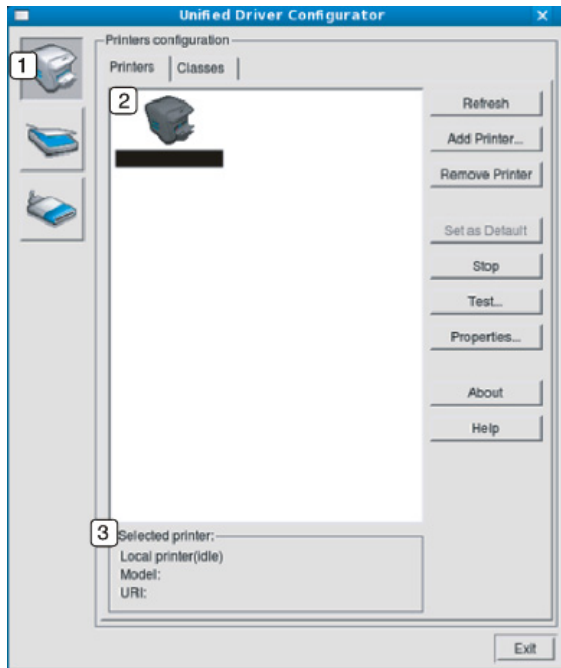 Unified Driver Configurator
1
Printers configuration
Printers Classes
2
Refresh
Add Printer...
Remove Printer
Set as Default
Stop
Test...
Properties...
About
Help
3
Selected printer:
Local printer(idle)
Model:
URI:
Exit